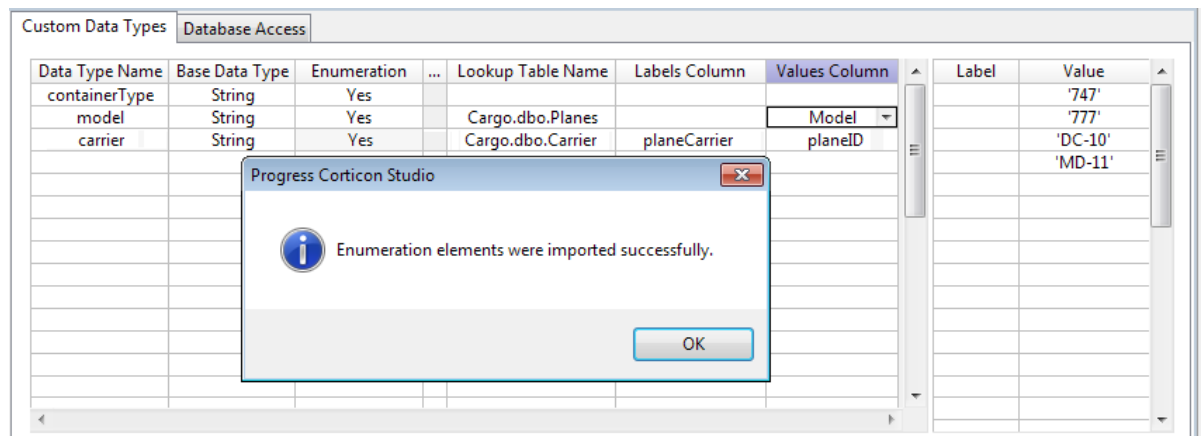 Custom Data Types Database Access
Data Type Name Base Data Type Enumeration ... Lookup Table Name Labels Column Values Column Label Value
containerType String Yes '747'
model String Yes Cargo.dbo.Planes Model '777'
carrier String Yes Cargo.dbo.Carrier planeCarrier planeID 'DC-10'
'MD-11'
Progress Corticon Studio
Enumeration elements were imported successfully.
OK